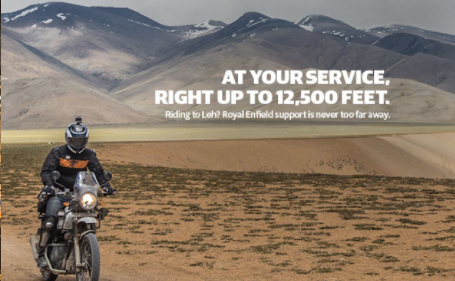 AT YOUR SERVICE,
RIGHT UP TO 12,500 FEET.
Riding to Leh? Royal Enfield support is never too far away.